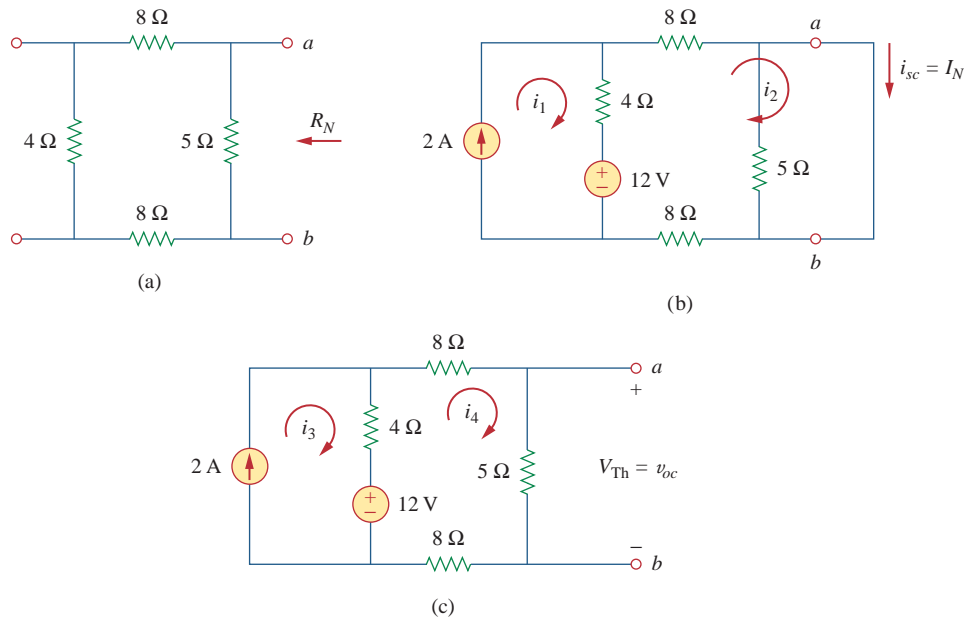 8 Ω
a
4 Ω
5 Ω
R_N
8 Ω
b
(a)
8 Ω
a
i_sc = I_N
i_1
4 Ω
i_2
2 A
12 V
5 Ω
8 Ω
b
(b)
8 Ω
a
+
i_3
4 Ω
i_4
2 A
5 Ω
V_Th = v_oc
+
−
12 V
8 Ω
−
b
(c)